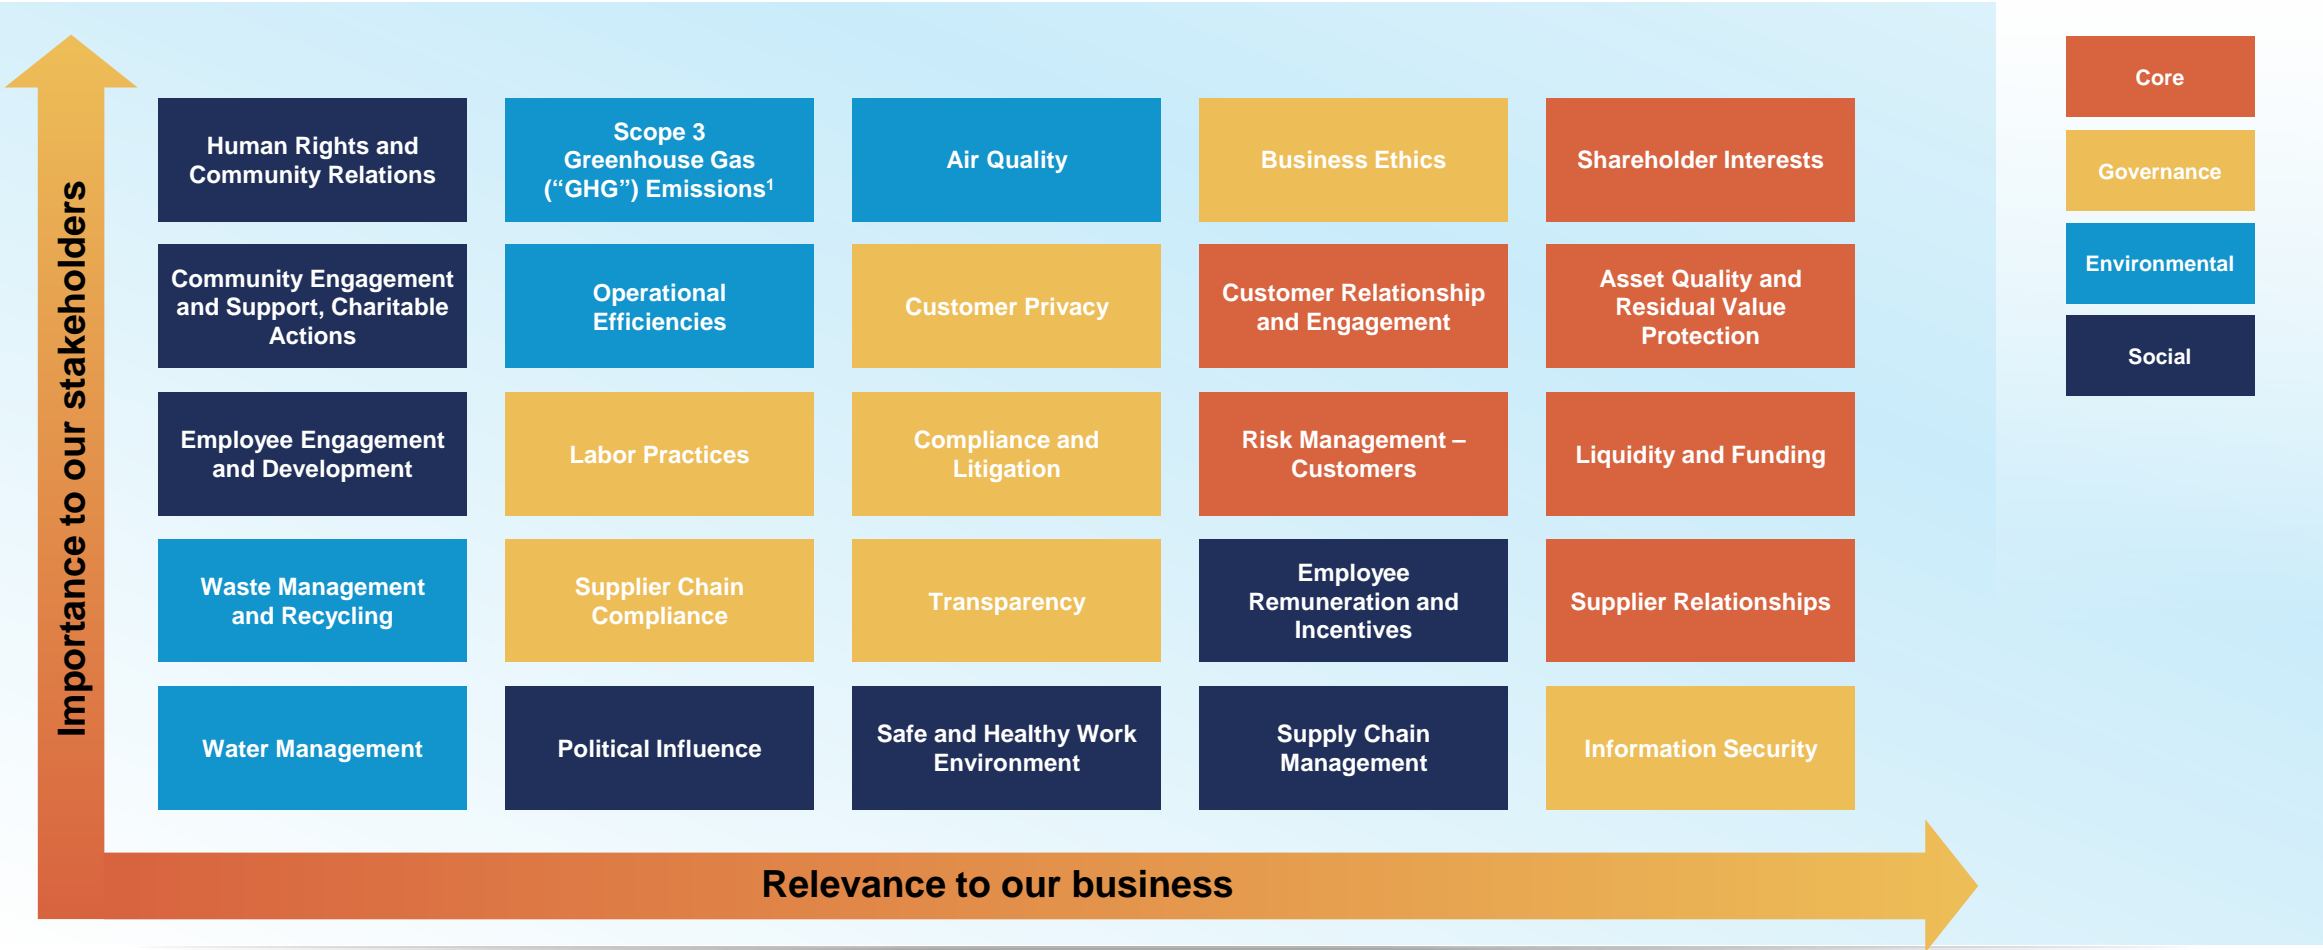 Importance to our stakeholders
Human Rights and
Community Relations
Scope 3
Greenhouse Gas
(“GHG”) Emissions¹
Air Quality
Business Ethics
Shareholder Interests
Community Engagement
and Support, Charitable
Actions
Operational
Efficiencies
Customer Privacy
Customer Relationship
and Engagement
Asset Quality and
Residual Value
Protection
Employee Engagement
and Development
Labor Practices
Compliance and
Litigation
Risk Management –
Customers
Liquidity and Funding
Waste Management
and Recycling
Supplier Chain
Compliance
Transparency
Employee
Remuneration and
Incentives
Supplier Relationships
Water Management
Political Influence
Safe and Healthy Work
Environment
Supply Chain
Management
Information Security
Relevance to our business
Core
Governance
Environmental
Social